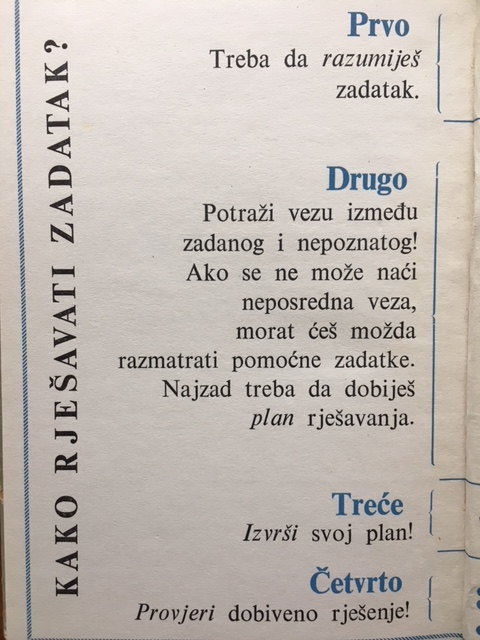 KAKO RJEŠAVATI ZADATAK?
Prvo
Treba da razumiješ
zadatak.
Drugo
Potraži vezu između
zadanog i nepoznatog!
Ako se ne može naći
neposredna veza,
morat ćeš možda
razmatrati pomoćne zadatke.
Najzad treba da dobiješ
plan rješavanja.
Treće
Izvrši svoj plan!
Četvrto
Provjeri dobiveno rješenje!